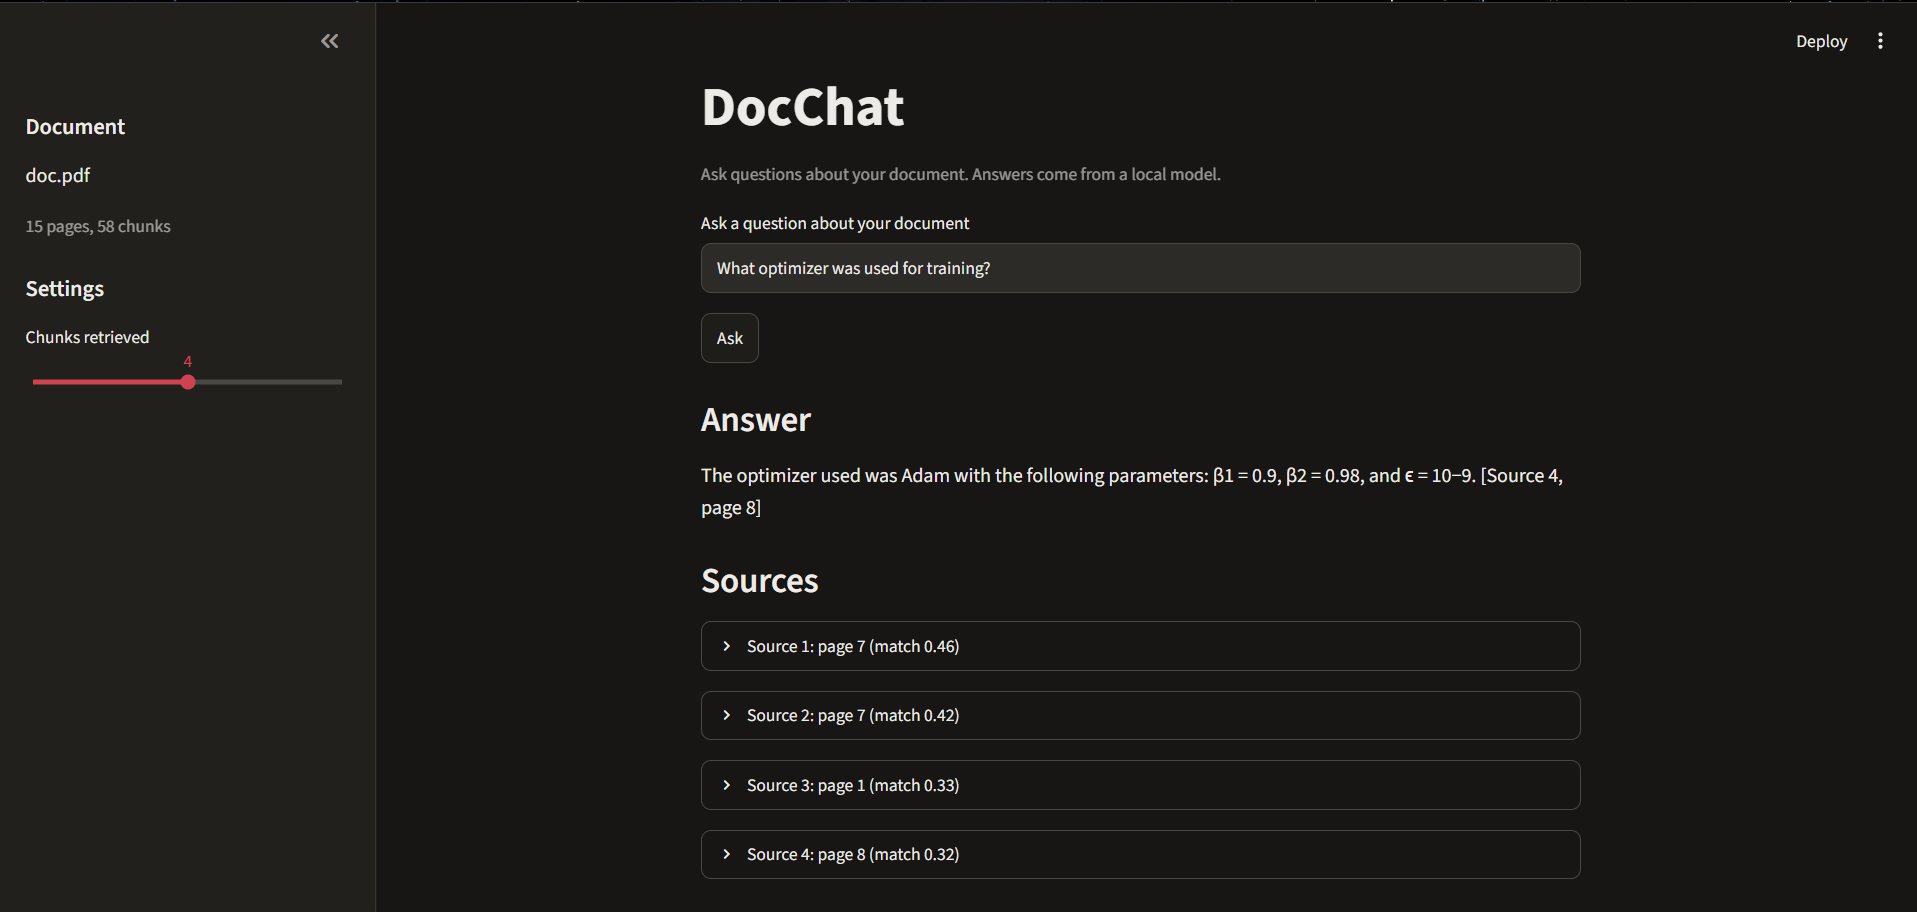 Deploy
Document
doc.pdf
15 pages, 58 chunks
Settings
Chunks retrieved
4
DocChat
Ask questions about your document. Answers come from a local model.
Ask a question about your document
What optimizer was used for training?
Ask
Answer
The optimizer used was Adam with the following parameters: β1 = 0.9, β2 = 0.98, and ϵ = 10−9. [Source 4,
page 8]
Sources
Source 1: page 7 (match 0.46)
Source 2: page 7 (match 0.42)
Source 3: page 1 (match 0.33)
Source 4: page 8 (match 0.32)